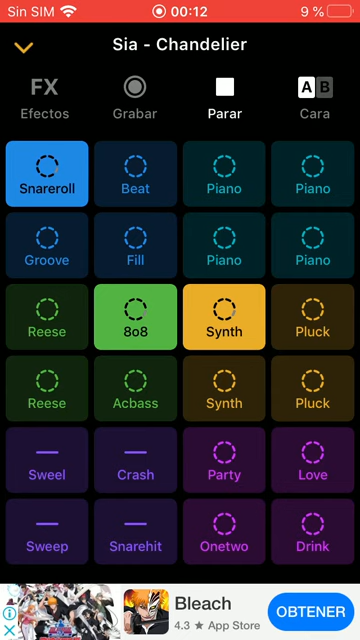 Sin SIM 00:12 9 %
Sia - Chandelier
FX A B
Efectos Grabar Parar Cara
Snareroll Beat Piano Piano
Groove Fill Piano Piano
Reese 8o8 Synth Pluck
Reese Acbass Synth Pluck
Sweel Crash Party Love
Sweep Snarehit Onetwo Drink
Bleach
4.3 ★ App Store
OBTENER